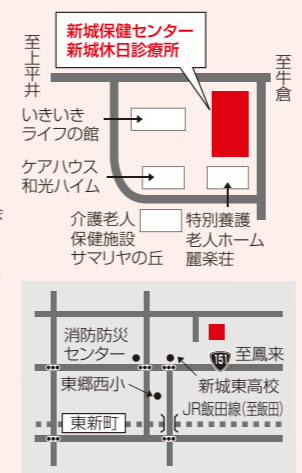 新城保健センター
新城休日診療所
至上平井
至牛倉
いきいき
ライフの館
ケアハウス
和光ハイム
介護老人
保健施設
サマリヤの丘
特別養護
老人ホーム
麗楽荘
消防防災
センター
151
至鳳来
東郷西小
新城東高校
JR飯田線(至飯田)
東新町